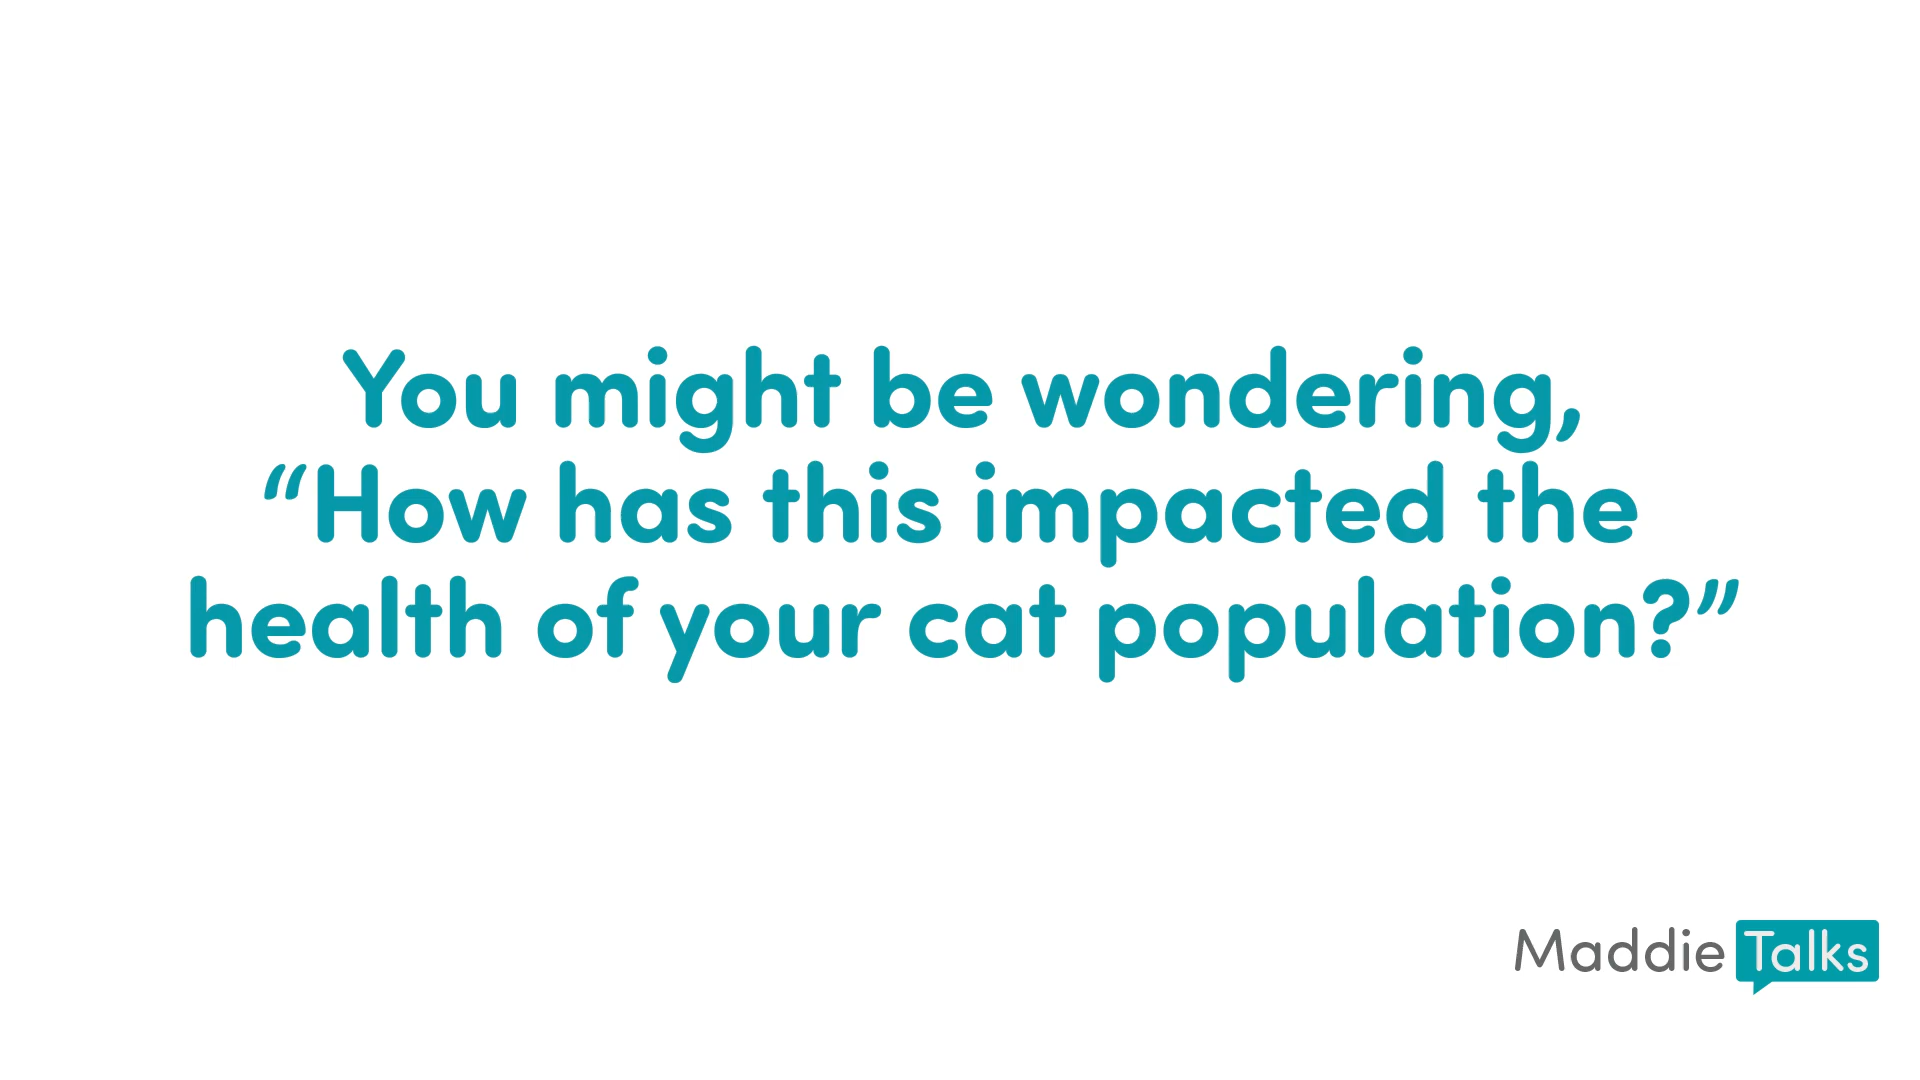 You might be wondering,
“How has this impacted the
health of your cat population?”
Maddie Talks